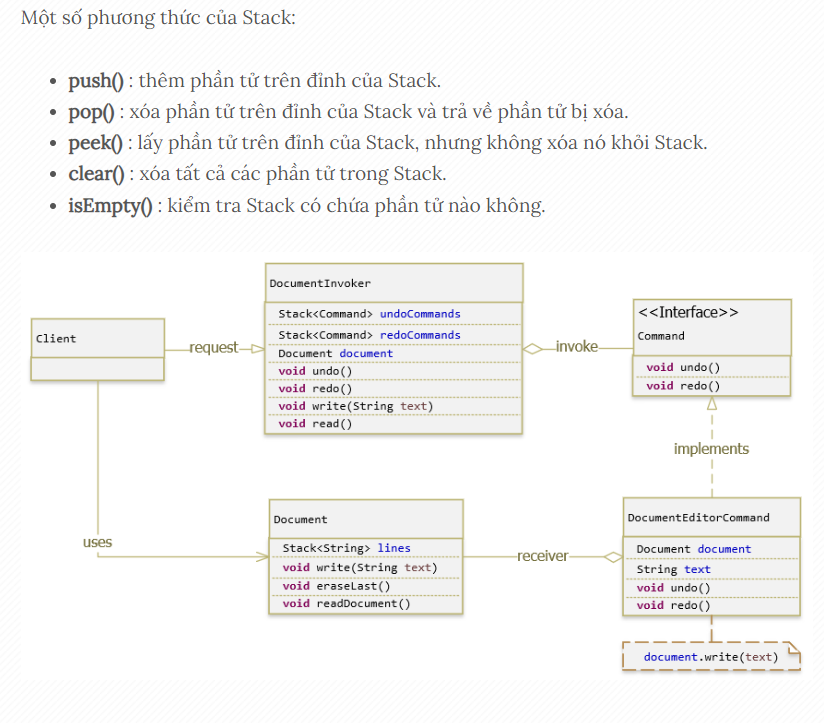 Một số phương thức của Stack:
push() : thêm phần tử trên đỉnh của Stack.
pop() : xóa phần tử trên đỉnh của Stack và trả về phần tử bị xóa.
peek() : lấy phần tử trên đỉnh của Stack, nhưng không xóa nó khỏi Stack.
clear() : xóa tất cả các phần tử trong Stack.
isEmpty() : kiểm tra Stack có chứa phần tử nào không.
Client
request
DocumentInvoker
Stack<Command> undoCommands
Stack<Command> redoCommands
Document document
void undo()
void redo()
void write(String text)
void read()
invoke
<<Interface>>
Command
void undo()
void redo()
implements
uses
Document
Stack<String> lines
void write(String text)
void eraseLast()
void readDocument()
receiver
DocumentEditorCommand
Document document
String text
void undo()
void redo()
document.write(text)